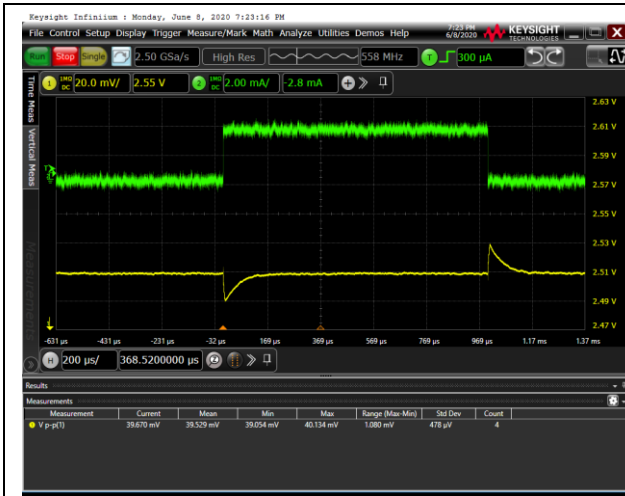 Keysight Infiniium : Monday, June 8, 2020 7:23:16 PM
File Control Setup Display Trigger Measure/Mark Math Analyze Utilities Demos Help
7:23 PM
6/8/2020
KEYSIGHT
TECHNOLOGIES
Run Stop Single 2.50 GSa/s High Res 558 MHz T 300 µA
1 1MΩ DC 20.0 mV/ 2.55 V 2 1MΩ DC 2.00 mA/ -2.8 mA
Time Meas
Vertical Meas
Measurements
T
2.63 V
2.61 V
2.59 V
2.57 V
2.55 V
2.53 V
2.51 V
2.49 V
2.47 V
-631 µs -431 µs -231 µs -32 µs 169 µs 369 µs 569 µs 769 µs 969 µs 1.17 ms 1.37 ms
H 200 µs/ 368.5200000 µs
Results
Measurements
Measurement Current Mean Min Max Range (Max-Min) Std Dev Count
V p-p(1) 39.670 mV 39.529 mV 39.054 mV 40.134 mV 1.080 mV 478 µV 4